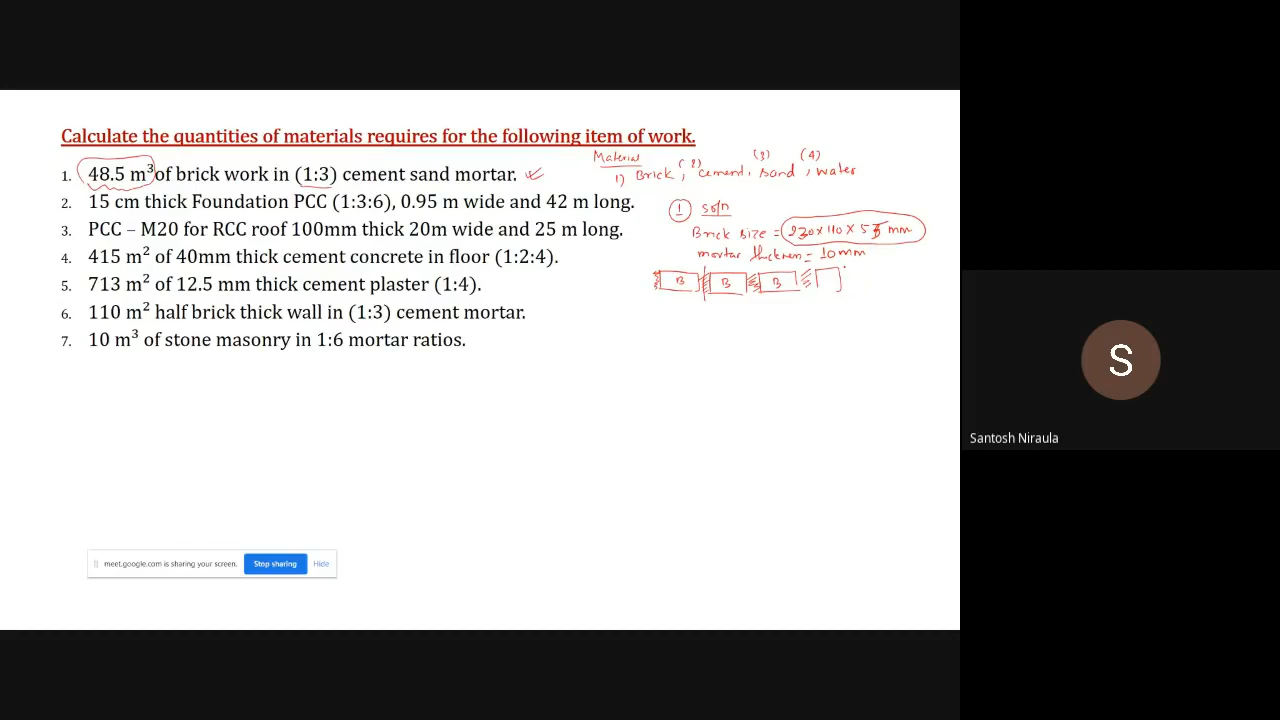 Calculate the quantities of materials requires for the following item of work.
1. 48.5 m³ of brick work in (1:3) cement sand mortar.
2. 15 cm thick Foundation PCC (1:3:6), 0.95 m wide and 42 m long.
3. PCC – M20 for RCC roof 100mm thick 20m wide and 25 m long.
4. 415 m² of 40mm thick cement concrete in floor (1:2:4).
5. 713 m² of 12.5 mm thick cement plaster (1:4).
6. 110 m² half brick thick wall in (1:3) cement mortar.
7. 10 m³ of stone masonry in 1:6 mortar ratios.
Material
1) Brick, (2) cement, (3) sand, (4) water
1 soln
Brick size = 230 x 110 x 55 mm
mortar thickness = 10mm
B B B
meet.google.com is sharing your screen. Stop sharing Hide
S
Santosh Niraula